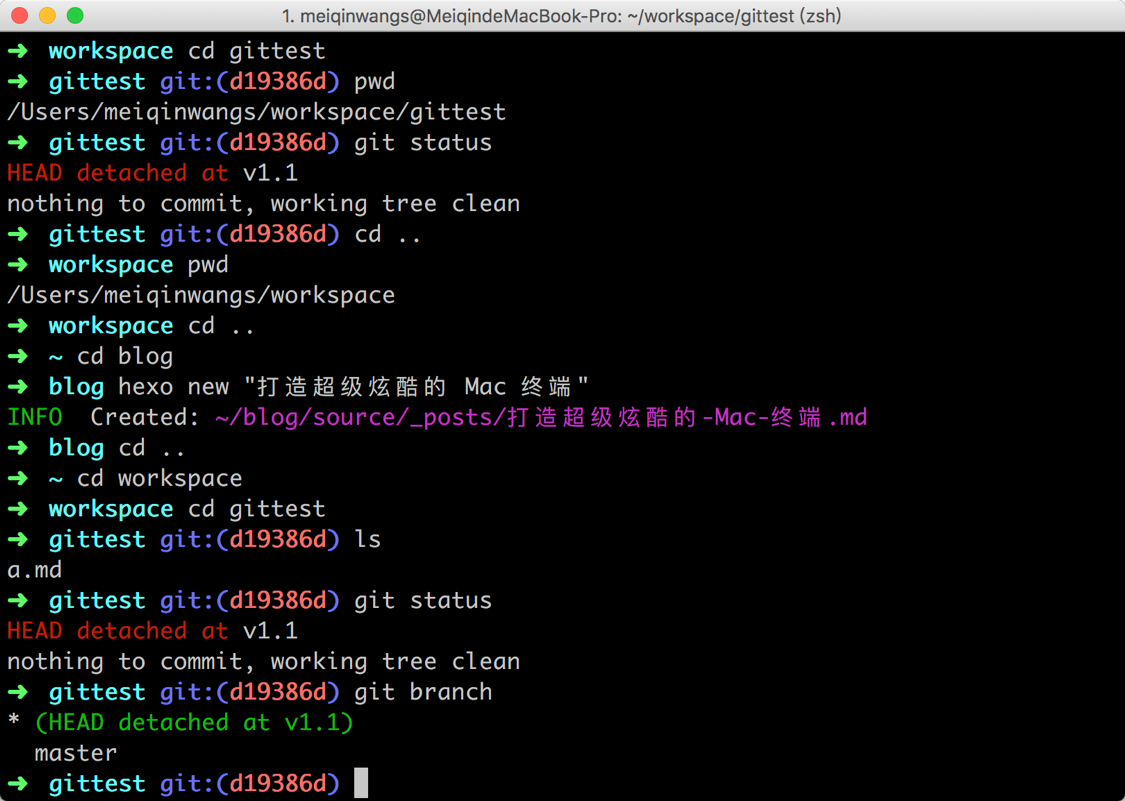 1. meiqinwangs@MeiqindeMacBook-Pro: ~/workspace/gittest (zsh)
➜ workspace cd gittest
➜ gittest git:(d19386d) pwd
/Users/meiqinwangs/workspace/gittest
➜ gittest git:(d19386d) git status
HEAD detached at v1.1
nothing to commit, working tree clean
➜ gittest git:(d19386d) cd ..
➜ workspace pwd
/Users/meiqinwangs/workspace
➜ workspace cd ..
➜ ~ cd blog
➜ blog hexo new "打造超级炫酷的 Mac 终端"
INFO  Created: ~/blog/source/_posts/打造超级炫酷的-Mac-终端.md
➜ blog cd ..
➜ ~ cd workspace
➜ workspace cd gittest
➜ gittest git:(d19386d) ls
a.md
➜ gittest git:(d19386d) git status
HEAD detached at v1.1
nothing to commit, working tree clean
➜ gittest git:(d19386d) git branch
* (HEAD detached at v1.1)
  master
➜ gittest git:(d19386d)